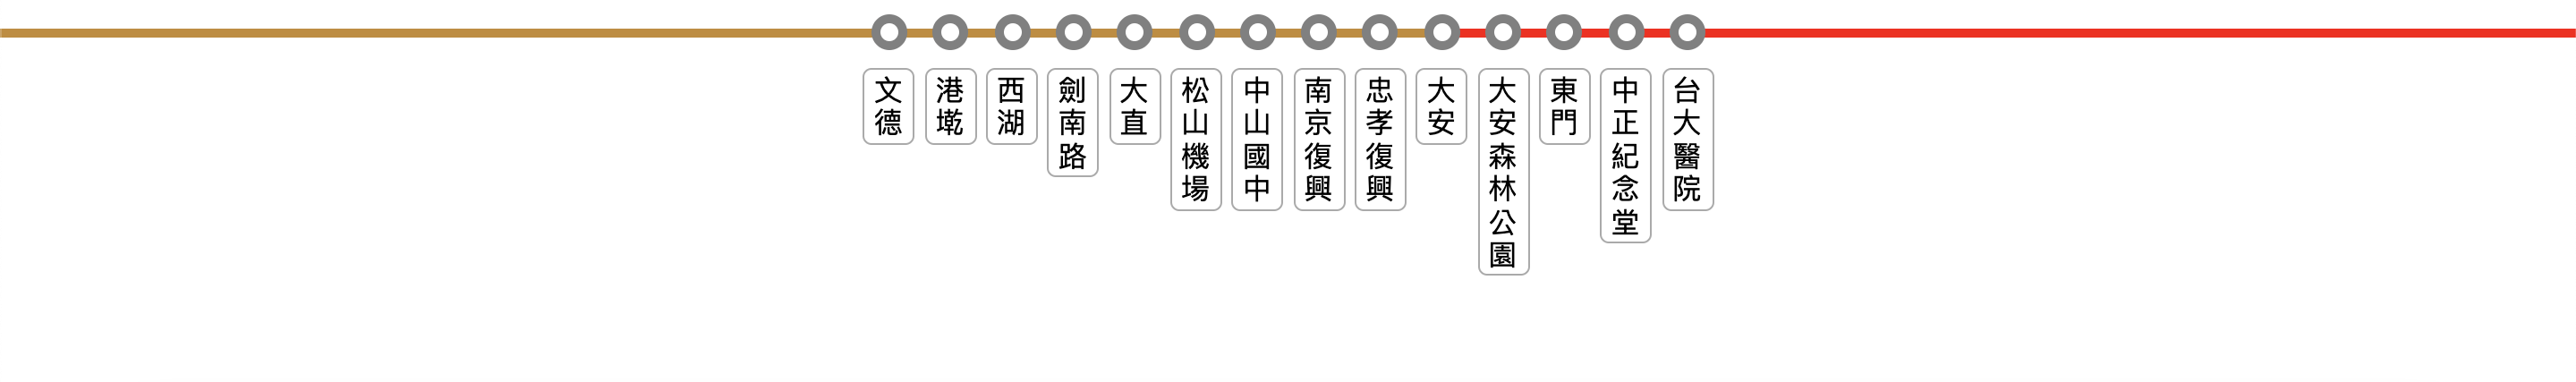 文德
港墘
西湖
劍南路
大直
松山機場
中山國中
南京復興
忠孝復興
大安
大安森林公園
東門
中正紀念堂
台大醫院